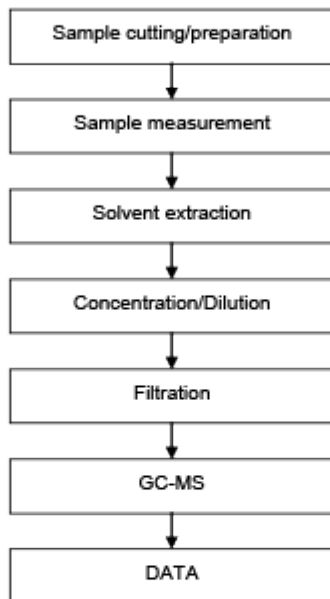 Sample cutting/preparation
Sample measurement
Solvent extraction
Concentration/Dilution
Filtration
GC-MS
DATA